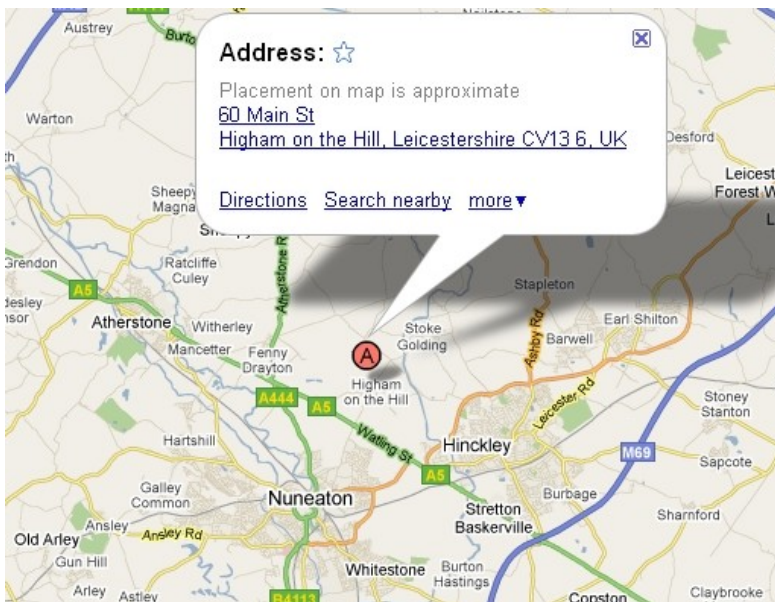 Austrey
Address:
Placement on map is approximate
60 Main St
Higham on the Hill, Leicestershire CV13 6, UK
Directions Search nearby more
Warton
Desford
Sheepy
Magna
Forest
Grendon
Ratcliffe
Culey
Atherstone
Stapleton
A5
Atherstone
Witherley
Mancetter
Fenny
Drayton
A
Stoke
Golding
Higham
on the Hill
Ashby Rd
Barwell
Earl Shilton
A444
A5
Watling St
Leicester Rd
Stoney
Stanton
Hartshill
Hinckley
A5
M69
Sapcote
Galley
Common
Nuneaton
Stretton
Baskerville
Burbage
Sharnford
Old Arley
Ansley
Ansley Rd
Gun Hill
Arley
Astley
Whitestone
Burton
Hastings
B4113
Copston
Claybrooke